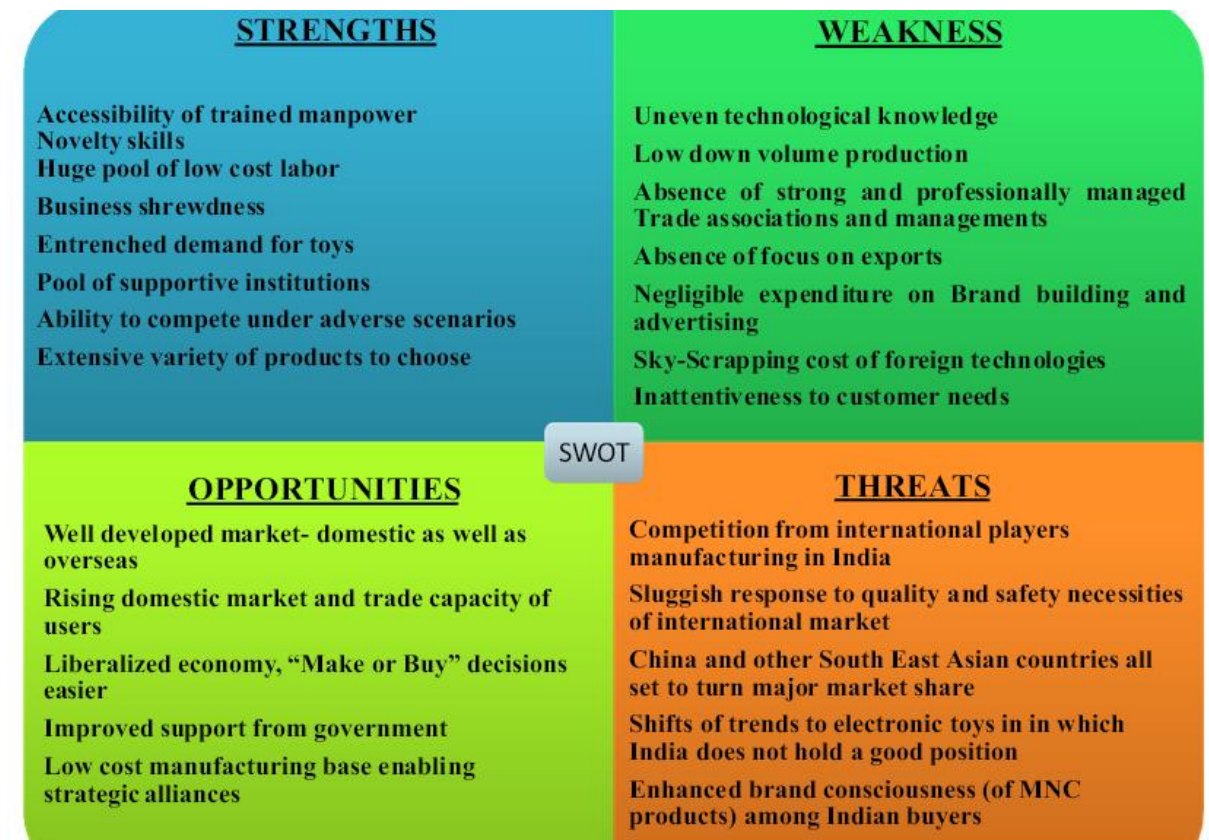 STRENGTHS
Accessibility of trained manpower
Novelty skills
Huge pool of low cost labor
Business shrewdness
Entrenched demand for toys
Pool of supportive institutions
Ability to compete under adverse scenarios
Extensive variety of products to choose
WEAKNESS
Uneven technological knowledge
Low down volume production
Absence of strong and professionally managed
Trade associations and managements
Absence of focus on exports
Negligible expenditure on Brand building and
advertising
Sky-Scrapping cost of foreign technologies
Inattentiveness to customer needs
SWOT
OPPORTUNITIES
Well developed market- domestic as well as
overseas
Rising domestic market and trade capacity of
users
Liberalized economy, “Make or Buy” decisions
easier
Improved support from government
Low cost manufacturing base enabling
strategic alliances
THREATS
Competition from international players
manufacturing in India
Sluggish response to quality and safety necessities
of international market
China and other South East Asian countries all
set to turn major market share
Shifts of trends to electronic toys in in which
India does not hold a good position
Enhanced brand consciousness (of MNC
products) among Indian buyers